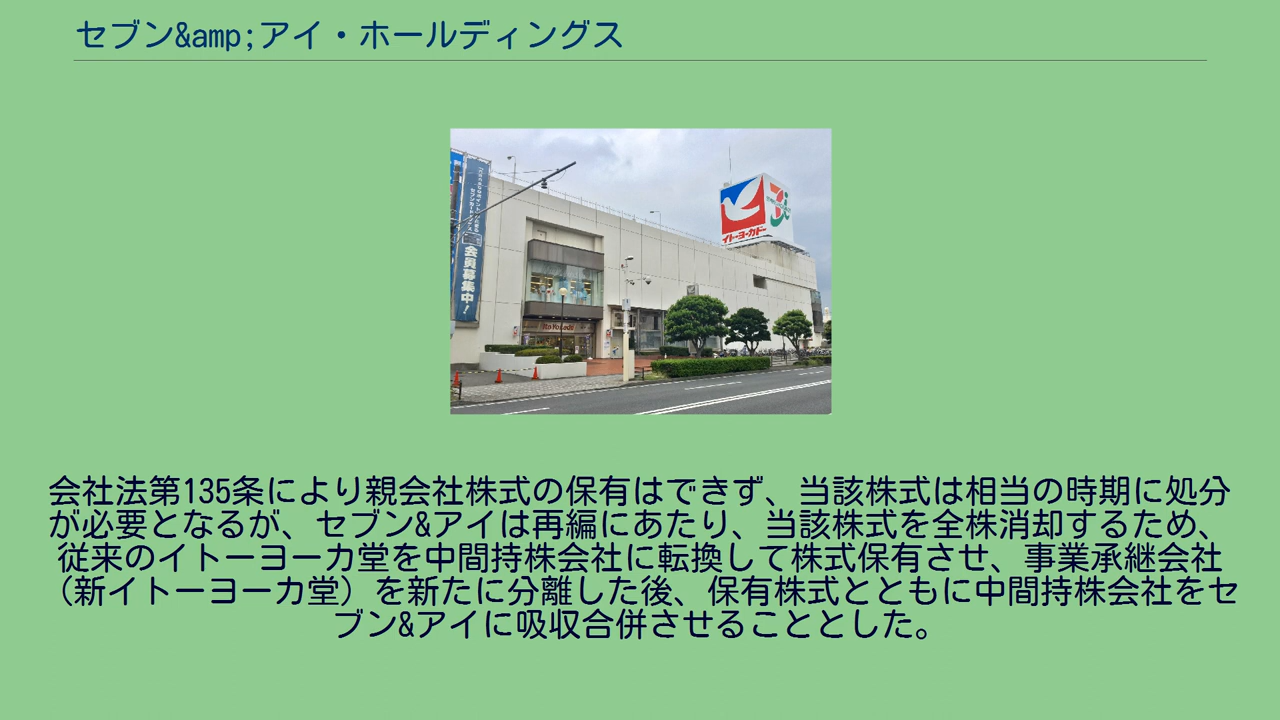 セブン&amp;アイ・ホールディングス
会員募集中!
イトーヨーカドー
Ito Yokado
会社法第135条により親会社株式の保有はできず、当該株式は相当の時期に処分
が必要となるが、セブン&アイは再編にあたり、当該株式を全株消却するため、
従来のイトーヨーカ堂を中間持株会社に転換して株式保有させ、事業承継会社
（新イトーヨーカ堂）を新たに分離した後、保有株式とともに中間持株会社をセ
ブン&アイに吸収合併させることとした。